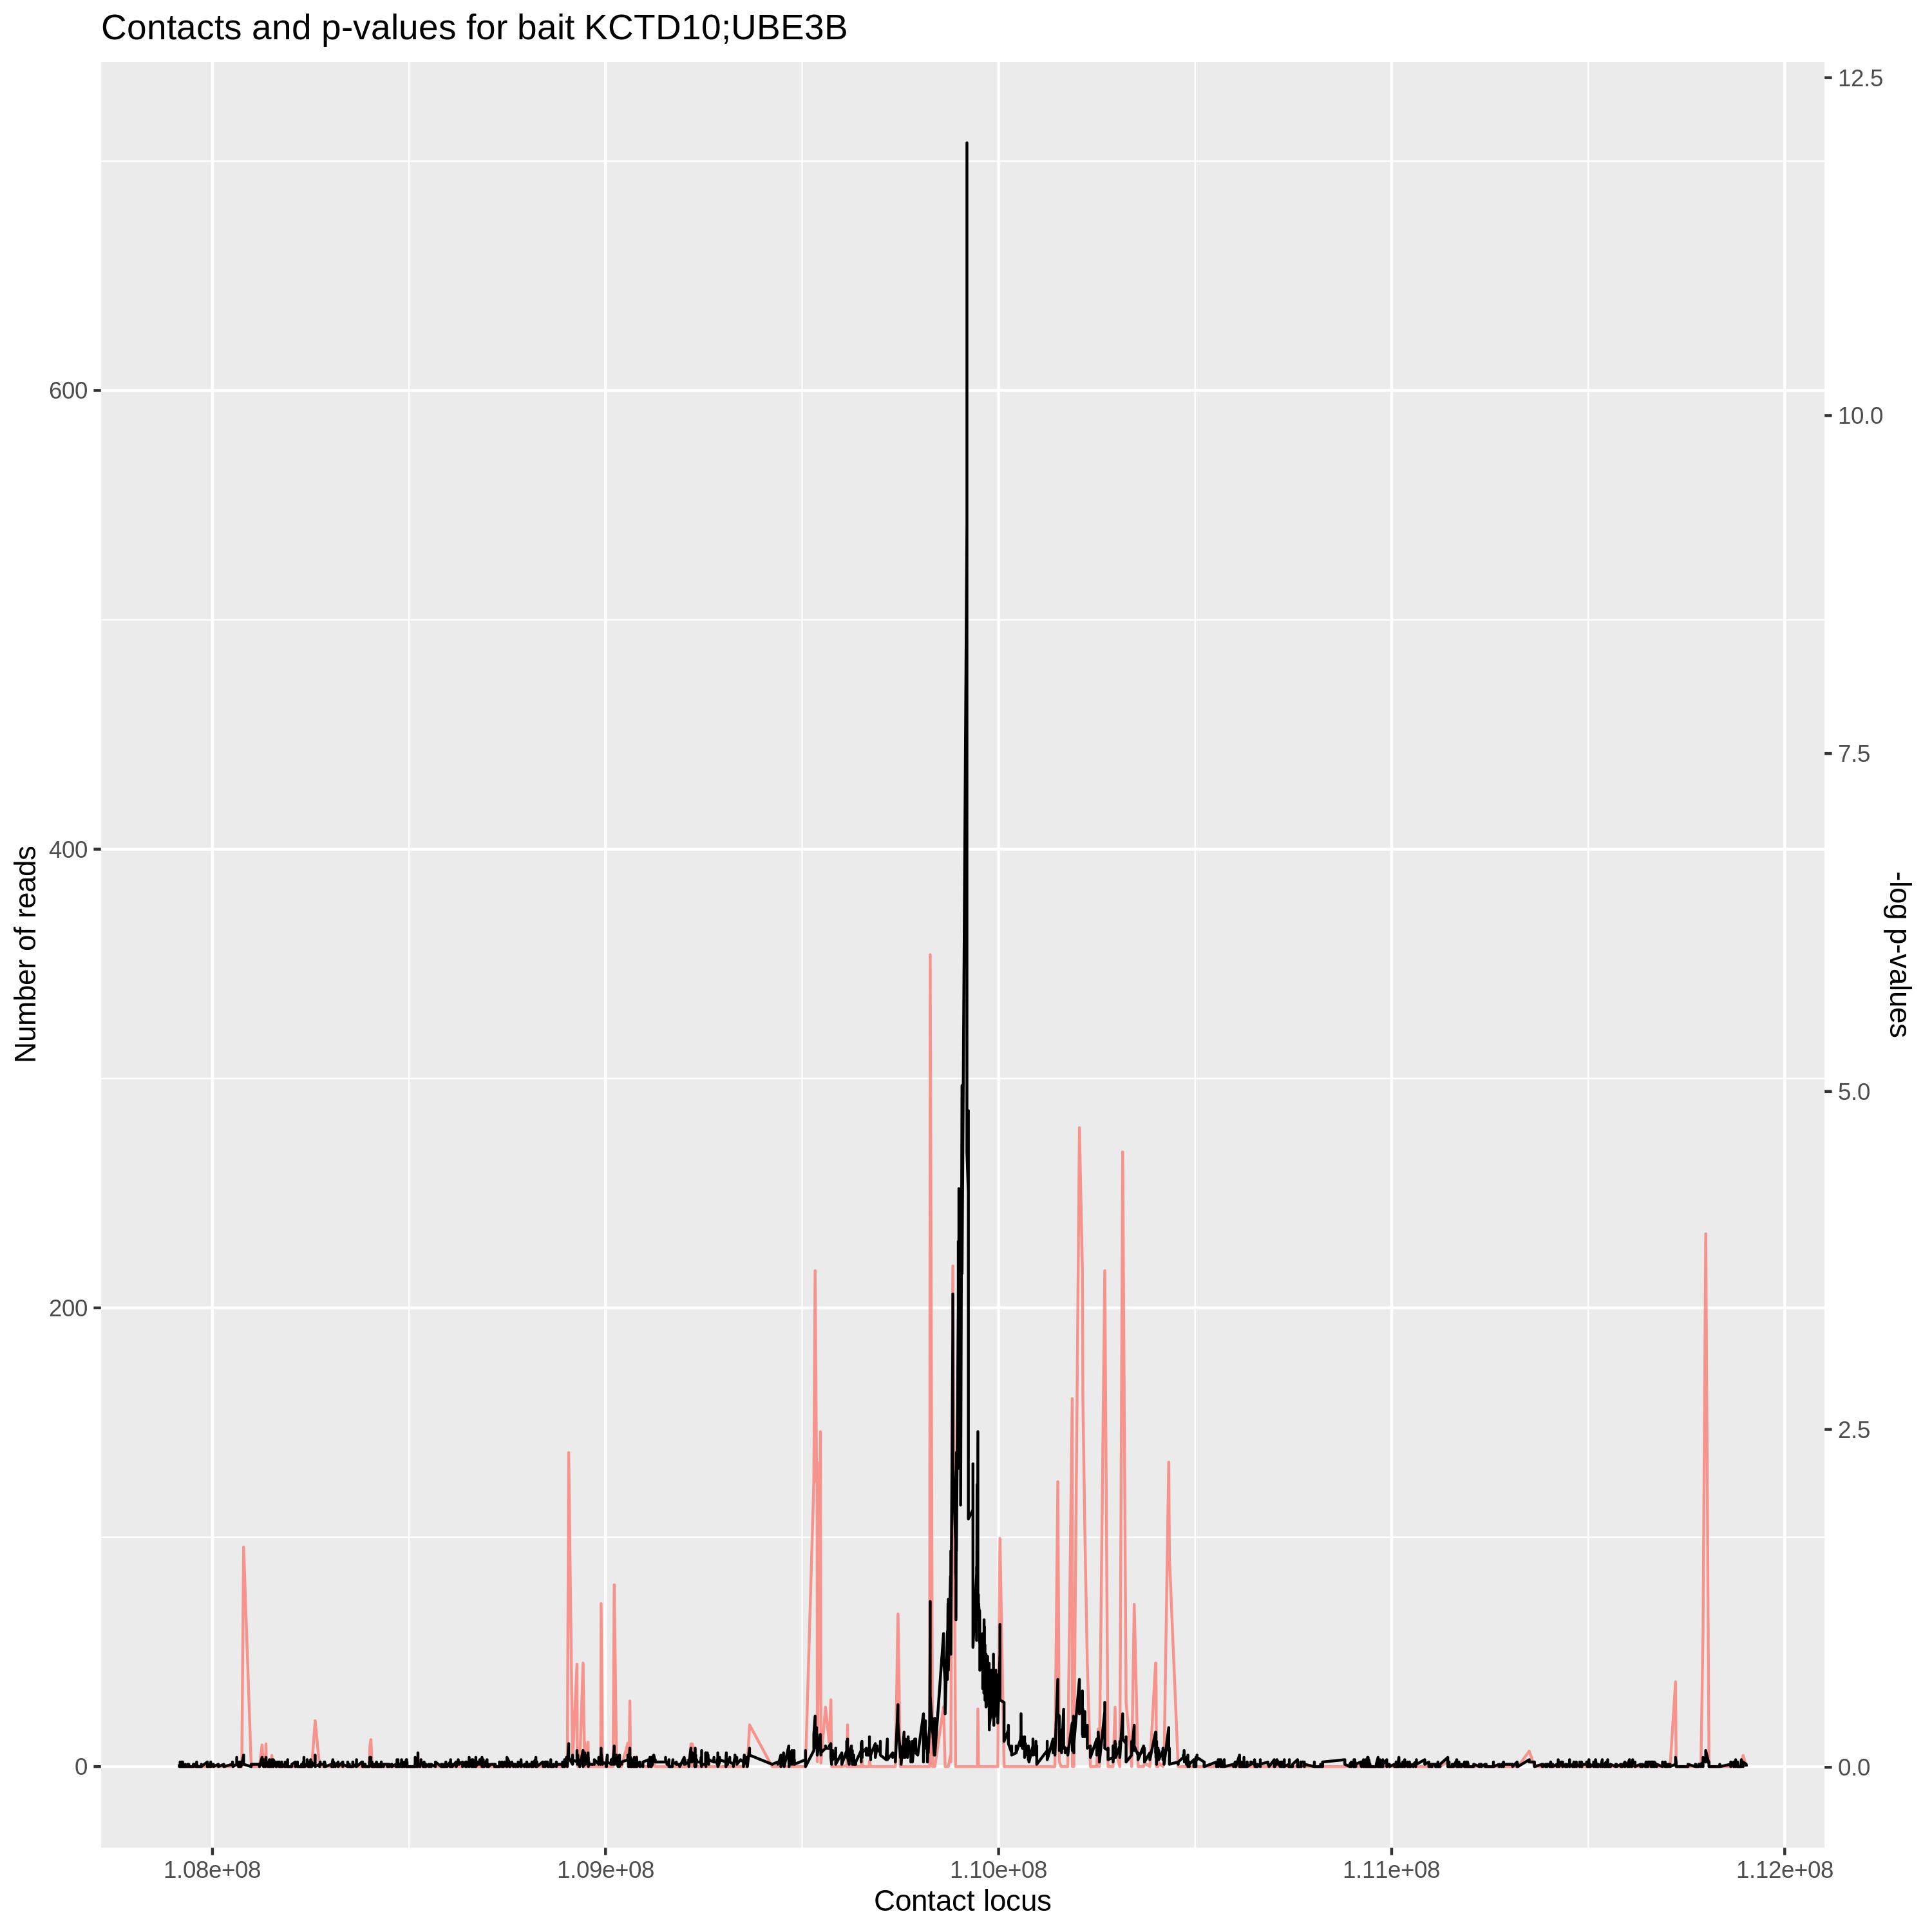 Contacts and p-values for bait KCTD10;UBE3B
12.5
600
10.0
7.5
400
Number of reads
-log p-values
5.0
200
2.5
0
0.0
1.08e+08
1.09e+08
1.10e+08
1.11e+08
1.12e+08
Contact locus